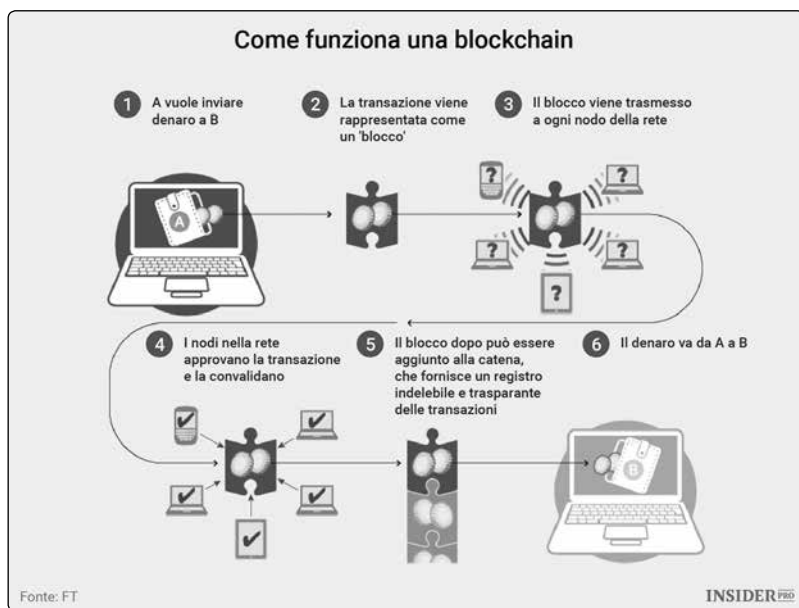 Come funziona una blockchain
1 A vuole inviare
denaro a B
2 La transazione viene
rappresentata come
un 'blocco'
3 Il blocco viene trasmesso
a ogni nodo della rete
A
? ? ? ? ?
4 I nodi nella rete
approvano la transazione
e la convalidano
5 Il blocco dopo può essere
aggiunto alla catena,
che fornisce un registro
indelebile e trasparante
delle transazioni
6 Il denaro va da A a B
B
Fonte: FT
INSIDER PRO